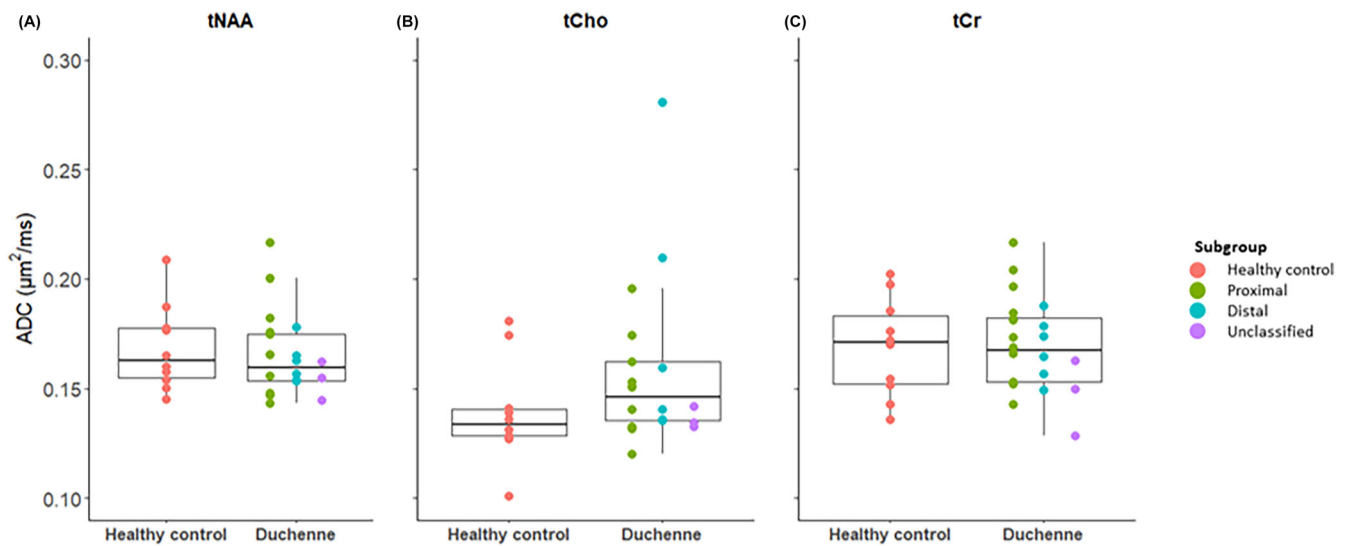 (A) tNAA (B) tCho (C) tCr
0.30
0.25
0.20
0.15
0.10
ADC (μm²/ms)
Healthy control Duchenne Healthy control Duchenne Healthy control Duchenne
Subgroup
Healthy control
Proximal
Distal
Unclassified